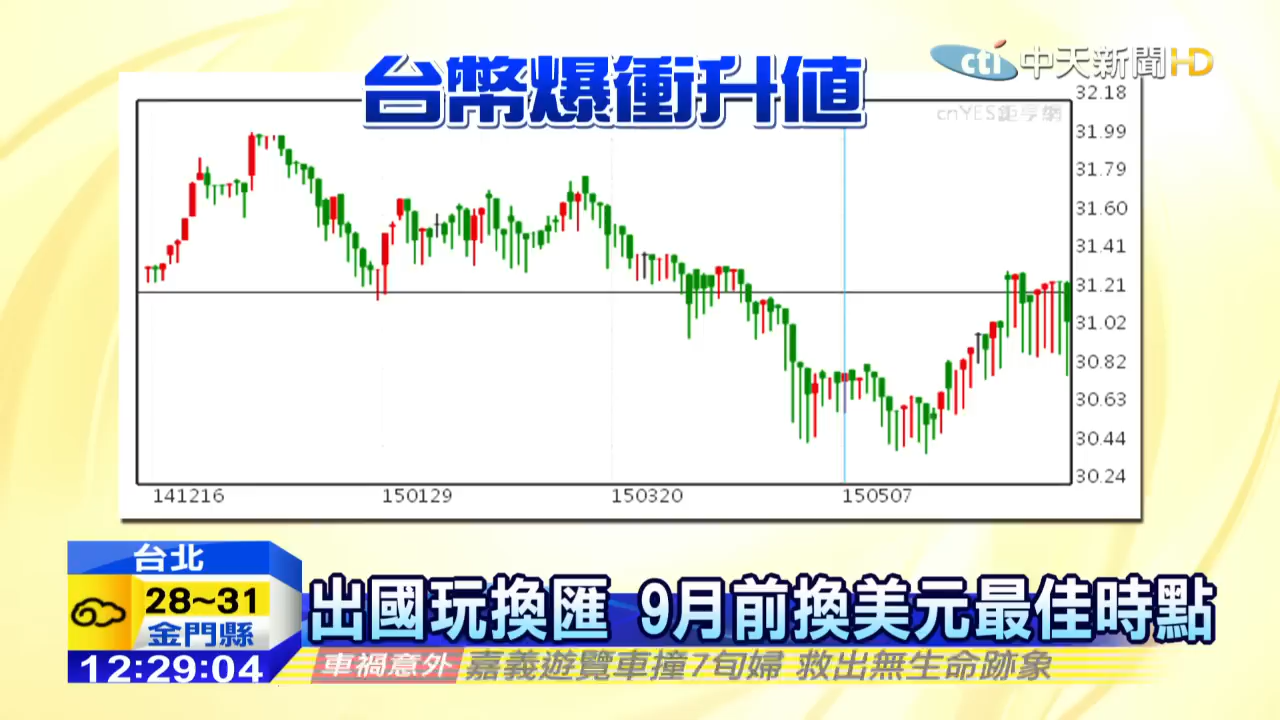 台幣爆衝升值
cti 中天新聞HD
cnYES鉅亨網
32.18
31.99
31.79
31.60
31.41
31.21
31.02
30.82
30.63
30.44
30.24
141216 150129 150320 150507
台北
28~31
金門縣
12:29:04
出國玩換匯 9月前換美元最佳時點
車禍意外 嘉義遊覽車撞7旬婦 救出無生命跡象